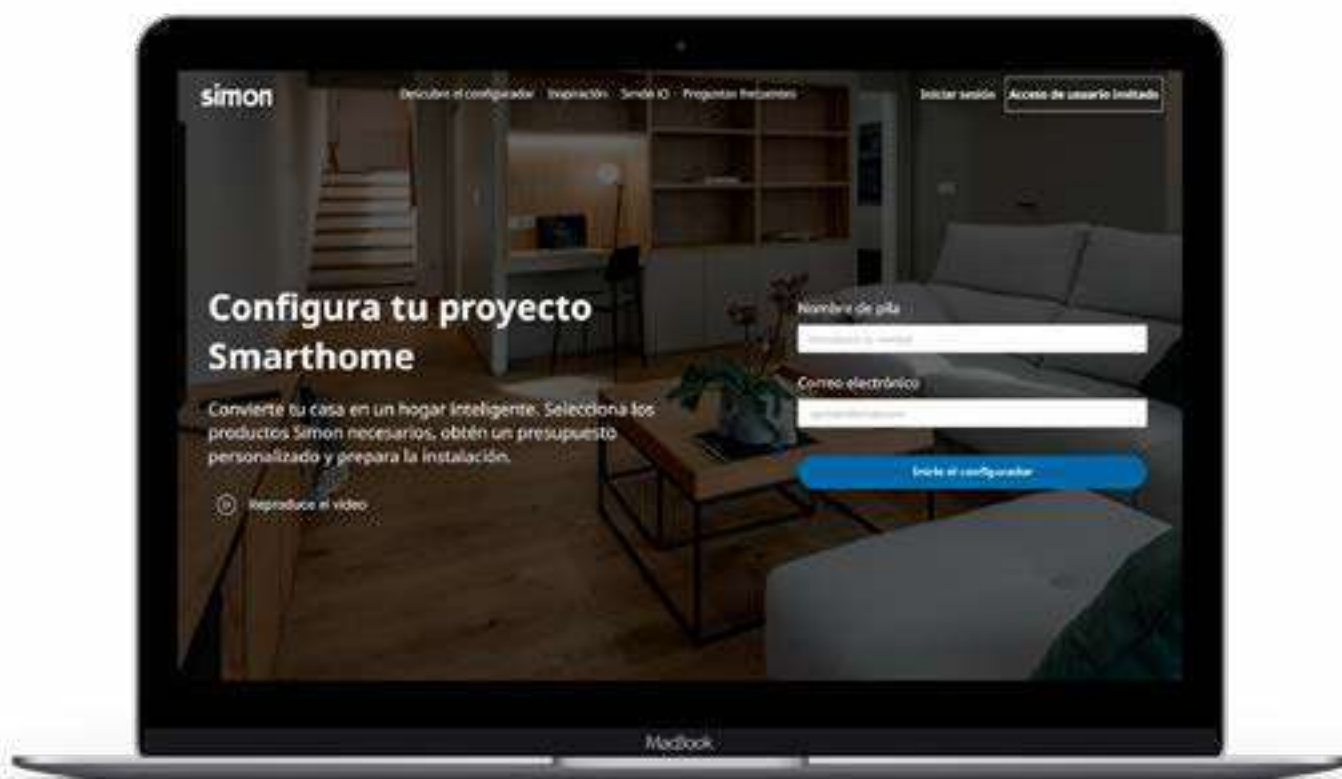 simon
Descubre el configurador Inspiración Simon iO Preguntas frecuentes
Iniciar sesión Acceso de usuario invitado
Configura tu proyecto
Smarthome
Convierte tu casa en un hogar inteligente. Selecciona los
productos Simon necesarios, obtén un presupuesto
personalizado y prepara la instalación.
Reproduce el vídeo
Nombre de pila
Correo electrónico
Inicie el configurador
MacBook